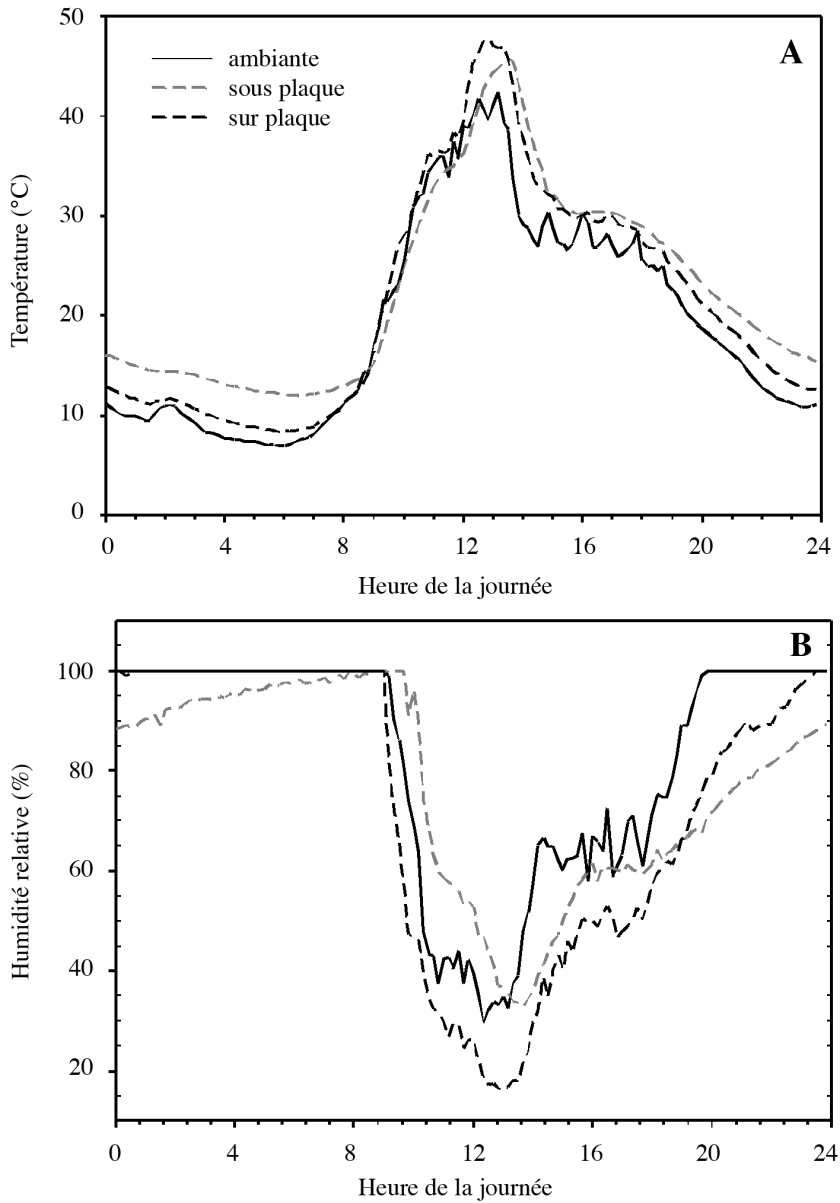 A
ambiante
sous plaque
sur plaque
Température (°C)
50
40
30
20
10
0
0 4 8 12 16 20 24
Heure de la journée
B
Humidité relative (%)
100
80
60
40
20
0 4 8 12 16 20 24
Heure de la journée